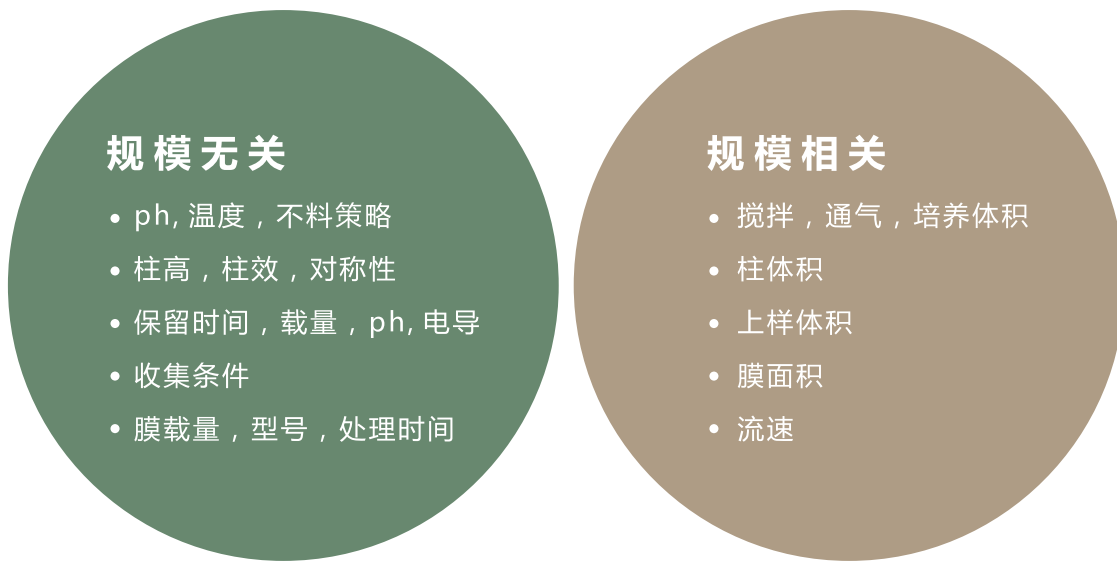 规模无关
ph, 温度，不料策略
柱高，柱效，对称性
保留时间，载量，ph, 电导
收集条件
膜载量，型号，处理时间
规模相关
搅拌，通气，培养体积
柱体积
上样体积
膜面积
流速